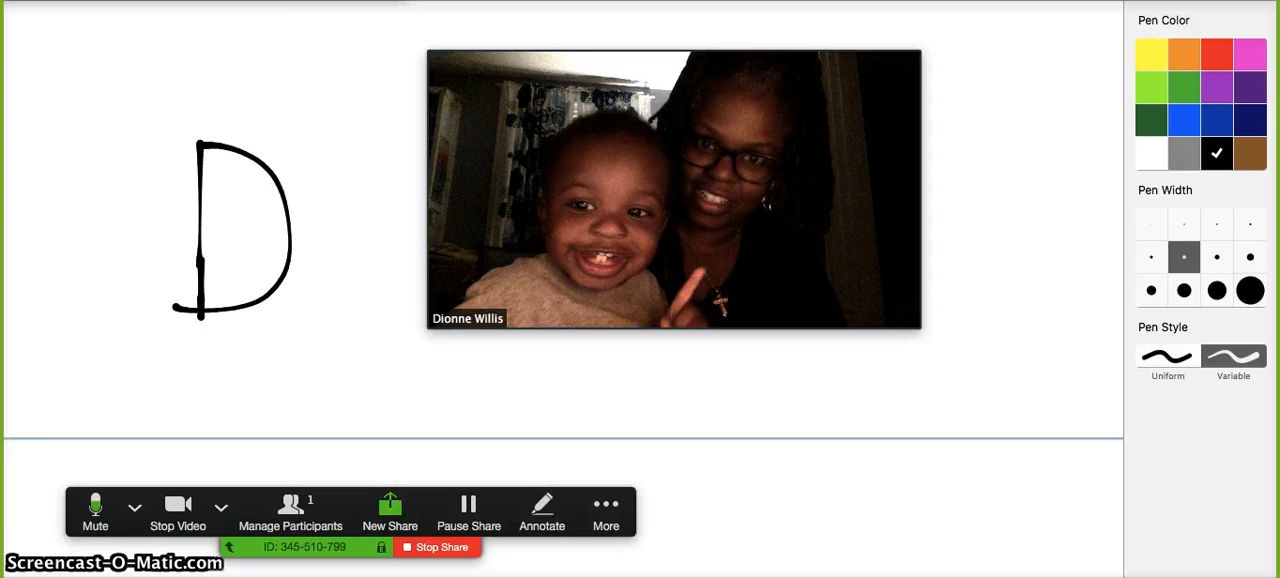 Pen Color
D
Dionne Willis
Pen Width
Pen Style
Uniform Variable
1
Mute Stop Video Manage Participants New Share Pause Share Annotate More
ID: 345-510-799 Stop Share
Screencast-O-Matic.com